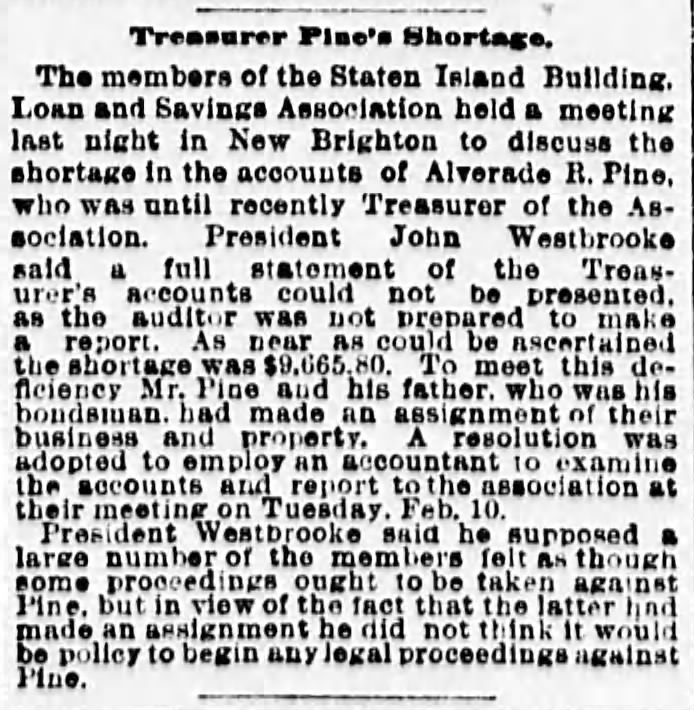 Treasurer Pine's Shortage.
The members of the Staten Island Building,
Loan and Savings Association held a meeting
last night in New Brighton to discuss the
shortage in the accounts of Alverade R. Pine,
who was until recently Treasurer of the As-
sociation. President John Westbrooke
said a full statement of the Treas-
urer's accounts could not be presented,
as the auditor was not prepared to make
a report. As near as could be ascertained
the shortage was $9,665.80. To meet this de-
ficiency Mr. Pine and his father, who was his
bondsman, had made an assignment of their
business and property. A resolution was
adopted to employ an accountant to examine
the accounts and report to the association at
their meeting on Tuesday, Feb. 10.
President Westbrooke said he supposed a
large number of the members felt as though
some proceedings ought to be taken against
Pine, but in view of the fact that the latter had
made an assignment he did not think it would
be policy to begin any legal proceedings against
Pine.